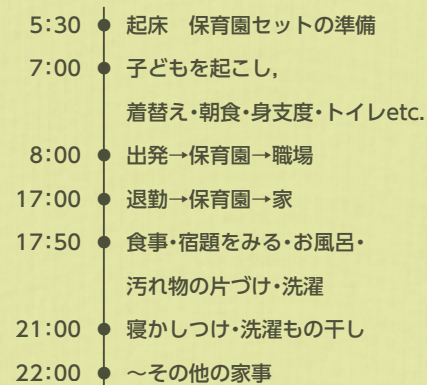 5:30 起床　保育園セットの準備
7:00 子どもを起こし,
着替え・朝食・身支度・トイレetc.
8:00 出発→保育園→職場
17:00 退勤→保育園→家
17:50 食事・宿題をみる・お風呂・
汚れ物の片づけ・洗濯
21:00 寝かしつけ・洗濯もの干し
22:00 〜その他の家事